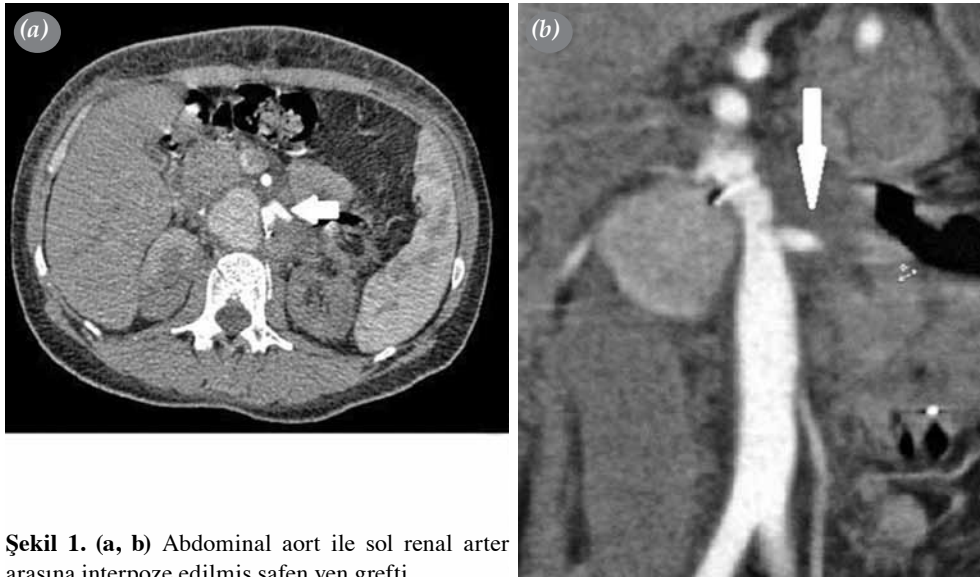 (a)
(b)
Şekil 1. (a, b) Abdominal aort ile sol renal arter
arasına interpoze edilmiş safen ven grefti.